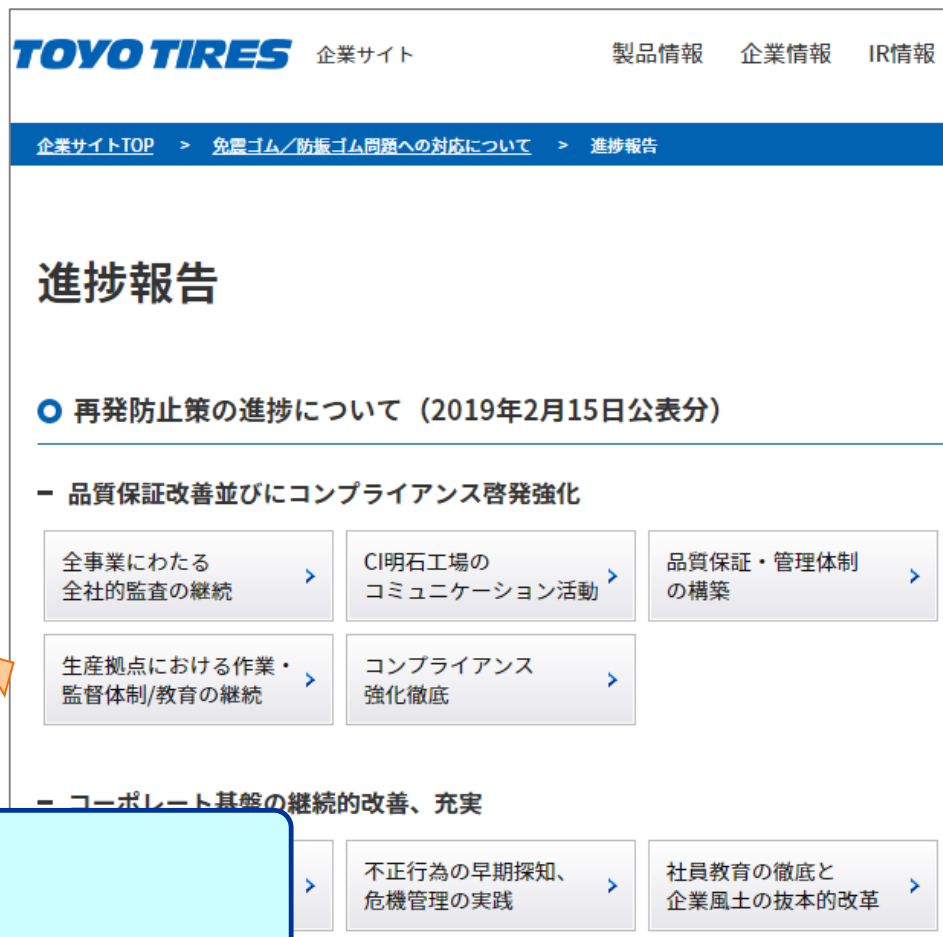 TOYO TIRES 企業サイト 製品情報 企業情報 IR情報
企業サイトTOP > 免震ゴム／防振ゴム問題への対応について > 進捗報告
進捗報告
再発防止策の進捗について（2019年2月15日公表分）
品質保証改善並びにコンプライアンス啓発強化
全事業にわたる
全社的監査の継続
CI明石工場の
コミュニケーション活動
品質保証・管理体制
の構築
生産拠点における作業・
監督体制/教育の継続
コンプライアンス
強化徹底
コーポレート基盤の継続的改善、充実
不正行為の早期探知、
危機管理の実践
社員教育の徹底と
企業風土の抜本的改革